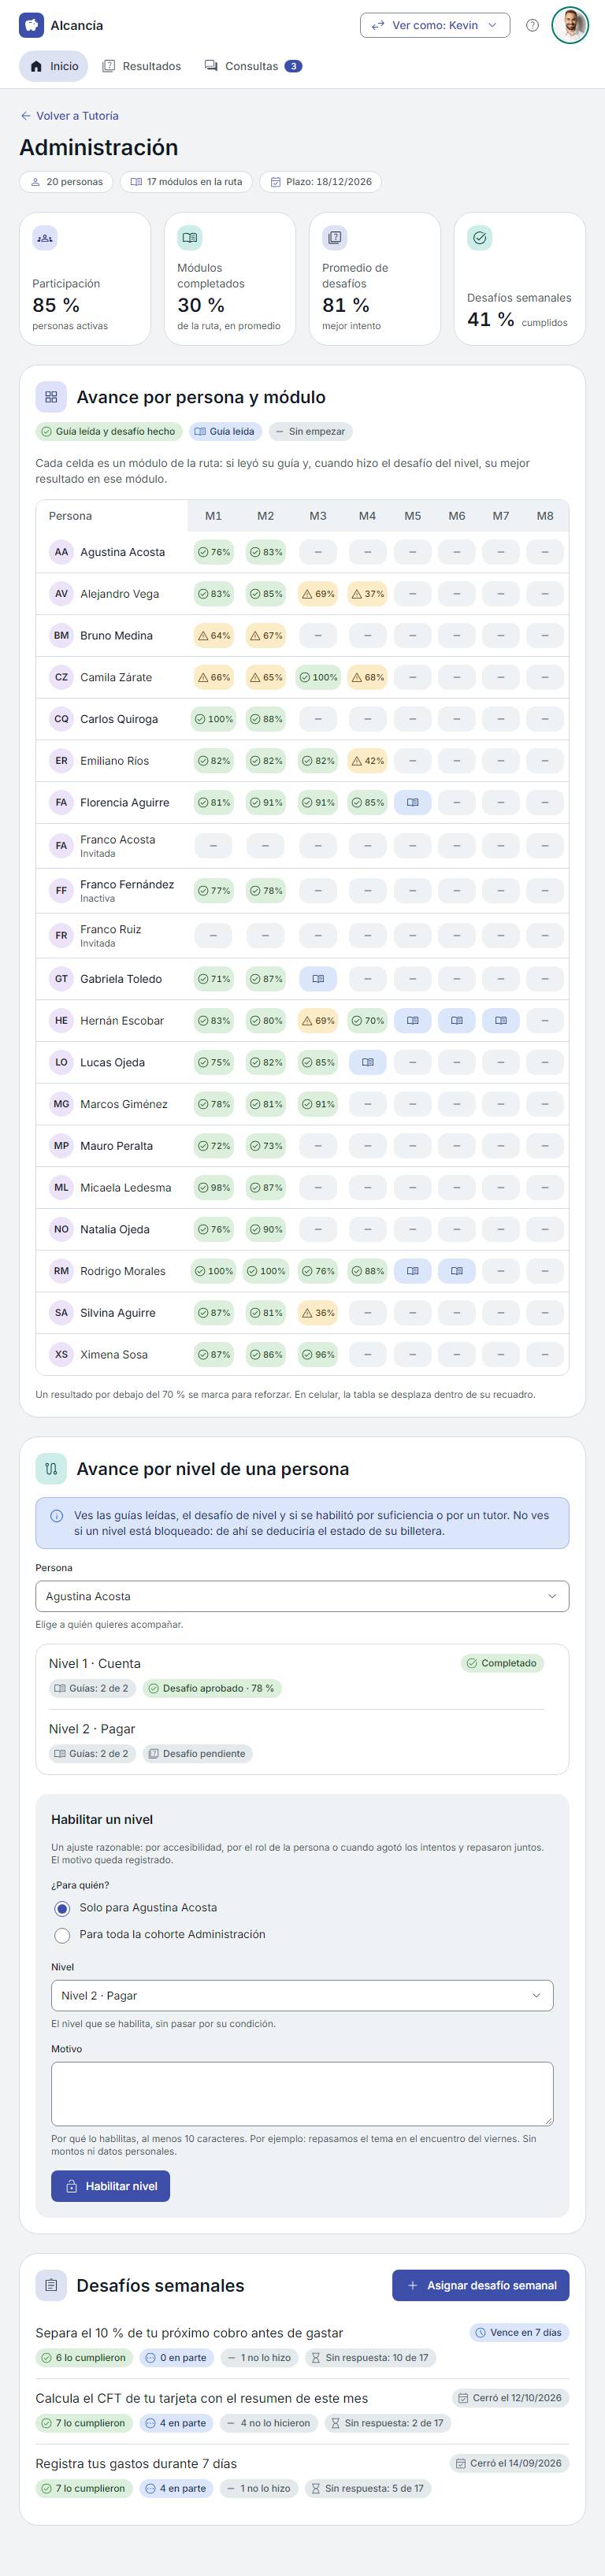 Alcancía
Ver como: Kevin
Inicio
Resultados
Consultas 3
Volver a Tutoría
Administración
20 personas
17 módulos en la ruta
Plazo: 18/12/2026
Participación
85 %
personas activas
Módulos
completados
30 %
de la ruta, en promedio
Promedio de
desafíos
81 %
mejor intento
Desafíos semanales
41 % cumplidos
Avance por persona y módulo
Guía leída y desafío hecho
Guía leída
Sin empezar
Cada celda es un módulo de la ruta: si leyó su guía y, cuando hizo el desafío del nivel, su mejor
resultado en ese módulo.
Persona M1 M2 M3 M4 M5 M6 M7 M8
AA Agustina Acosta 76% 83% – – – – – –
AV Alejandro Vega 83% 85% 69% 37% – – – –
BM Bruno Medina 64% 67% – – – – – –
CZ Camila Zárate 66% 65% 100% 68% – – – –
CQ Carlos Quiroga 100% 88% – – – – – –
ER Emiliano Ríos 82% 82% 82% 42% – – – –
FA Florencia Aguirre 81% 91% 91% 85% – – –
FA Franco Acosta – – – – – – – –
Invitada
FF Franco Fernández 77% 78% – – – – – –
Inactiva
FR Franco Ruiz – – – – – – – –
Invitada
GT Gabriela Toledo 71% 87% – – – – –
HE Hernán Escobar 83% 80% 69% 70% –
LO Lucas Ojeda 75% 82% 85% – – – –
MG Marcos Giménez 78% 81% 91% – – – – –
MP Mauro Peralta 72% 73% – – – – – –
ML Micaela Ledesma 98% 87% – – – – – –
NO Natalia Ojeda 76% 90% – – – – – –
RM Rodrigo Morales 100% 100% 76% 88% – –
SA Silvina Aguirre 87% 81% 36% – – – – –
XS Ximena Sosa 87% 86% 96% – – – – –
Un resultado por debajo del 70 % se marca para reforzar. En celular, la tabla se desplaza dentro de su recuadro.
Avance por nivel de una persona
Ves las guías leídas, el desafío de nivel y si se habilitó por suficiencia o por un tutor. No ves
si un nivel está bloqueado: de ahí se deduciría el estado de su billetera.
Persona
Agustina Acosta
Elige a quién quieres acompañar.
Nivel 1 · Cuenta
Completado
Guías: 2 de 2
Desafío aprobado · 78 %
Nivel 2 · Pagar
Guías: 2 de 2
Desafío pendiente
Habilitar un nivel
Un ajuste razonable: por accesibilidad, por el rol de la persona o cuando agotó los intentos y repasaron juntos.
El motivo queda registrado.
¿Para quién?
Solo para Agustina Acosta
Para toda la cohorte Administración
Nivel
Nivel 2 · Pagar
El nivel que se habilita, sin pasar por su condición.
Motivo
Por qué lo habilitas, al menos 10 caracteres. Por ejemplo: repasamos el tema en el encuentro del viernes. Sin
montos ni datos personales.
Habilitar nivel
Desafíos semanales
Asignar desafío semanal
Separa el 10 % de tu próximo cobro antes de gastar
Vence en 7 días
6 lo cumplieron
0 en parte
1 no lo hizo
Sin respuesta: 10 de 17
Calcula el CFT de tu tarjeta con el resumen de este mes
Cerró el 12/10/2026
7 lo cumplieron
4 en parte
4 no lo hicieron
Sin respuesta: 2 de 17
Registra tus gastos durante 7 días
Cerró el 14/09/2026
7 lo cumplieron
4 en parte
1 no lo hizo
Sin respuesta: 5 de 17